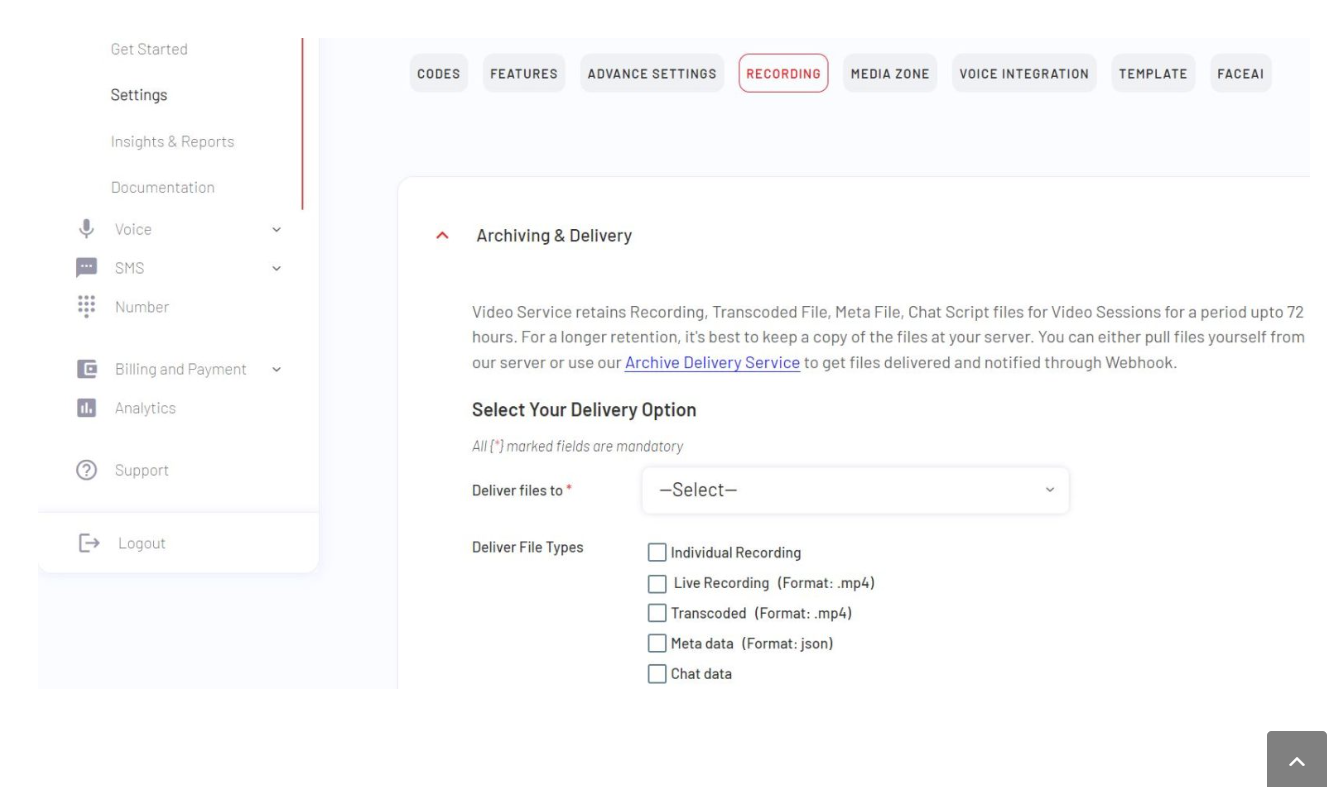 Get Started
Settings
Insights & Reports
Documentation
Voice
SMS
Number
Billing and Payment
Analytics
Support
Logout
CODES FEATURES ADVANCE SETTINGS RECORDING MEDIA ZONE VOICE INTEGRATION TEMPLATE FACEAI
Archiving & Delivery
Video Service retains Recording, Transcoded File, Meta File, Chat Script files for Video Sessions for a period upto 72
hours. For a longer retention, it's best to keep a copy of the files at your server. You can either pull files yourself from
our server or use our Archive Delivery Service to get files delivered and notified through Webhook.
Select Your Delivery Option
All (*) marked fields are mandatory
Deliver files to * —Select—
Deliver File Types
Individual Recording
Live Recording (Format: .mp4)
Transcoded (Format: .mp4)
Meta data (Format: json)
Chat data